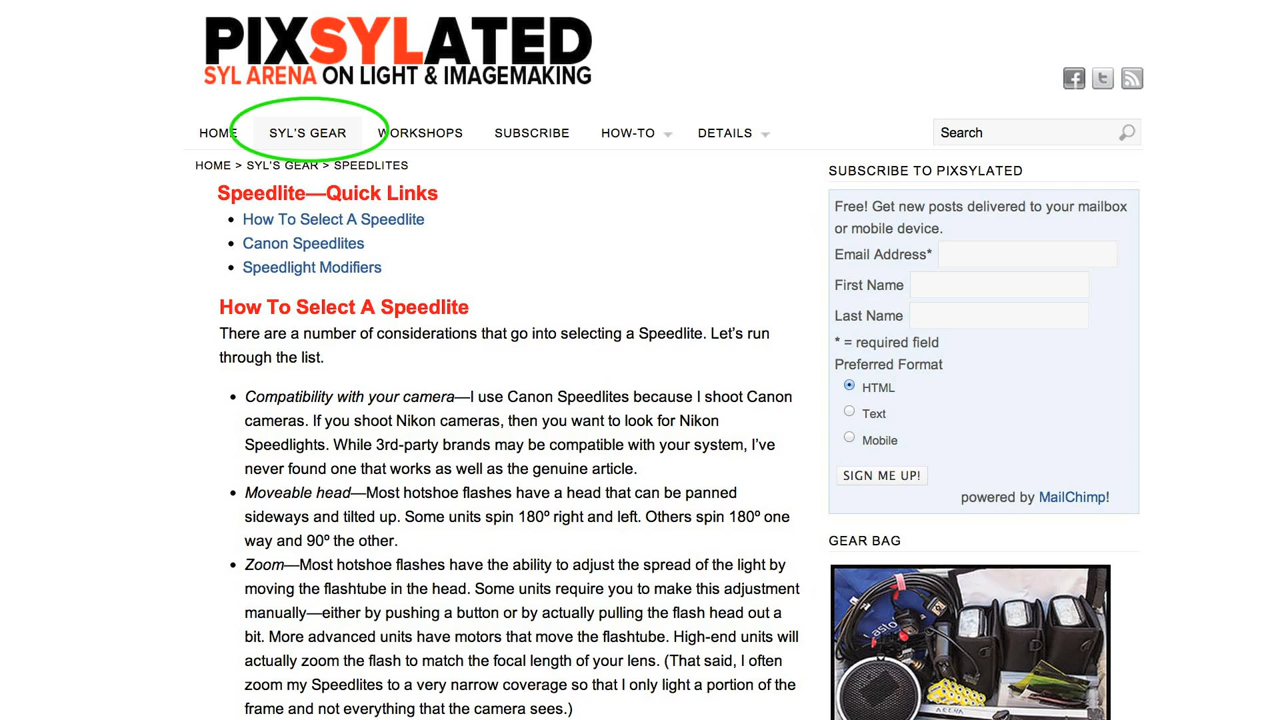 PIXSYLATED
SYL ARENA ON LIGHT & IMAGEMAKING
HOME
SYL'S GEAR
WORKSHOPS
SUBSCRIBE
HOW-TO
DETAILS
Search
HOME > SYL'S GEAR > SPEEDLITES
Speedlite—Quick Links
• How To Select A Speedlite
• Canon Speedlites
• Speedlight Modifiers
How To Select A Speedlite
There are a number of considerations that go into selecting a Speedlite. Let's run
through the list.
• Compatibility with your camera—I use Canon Speedlites because I shoot Canon
cameras. If you shoot Nikon cameras, then you want to look for Nikon
Speedlights. While 3rd-party brands may be compatible with your system, I've
never found one that works as well as the genuine article.
• Moveable head—Most hotshoe flashes have a head that can be panned
sideways and tilted up. Some units spin 180º right and left. Others spin 180º one
way and 90º the other.
• Zoom—Most hotshoe flashes have the ability to adjust the spread of the light by
moving the flashtube in the head. Some units require you to make this adjustment
manually—either by pushing a button or by actually pulling the flash head out a
bit. More advanced units have motors that move the flashtube. High-end units will
actually zoom the flash to match the focal length of your lens. (That said, I often
zoom my Speedlites to a very narrow coverage so that I only light a portion of the
frame and not everything that the camera sees.)
SUBSCRIBE TO PIXSYLATED
Free! Get new posts delivered to your mailbox
or mobile device.
Email Address*
First Name
Last Name
* = required field
Preferred Format
HTML
Text
Mobile
SIGN ME UP!
powered by MailChimp!
GEAR BAG
ARENA